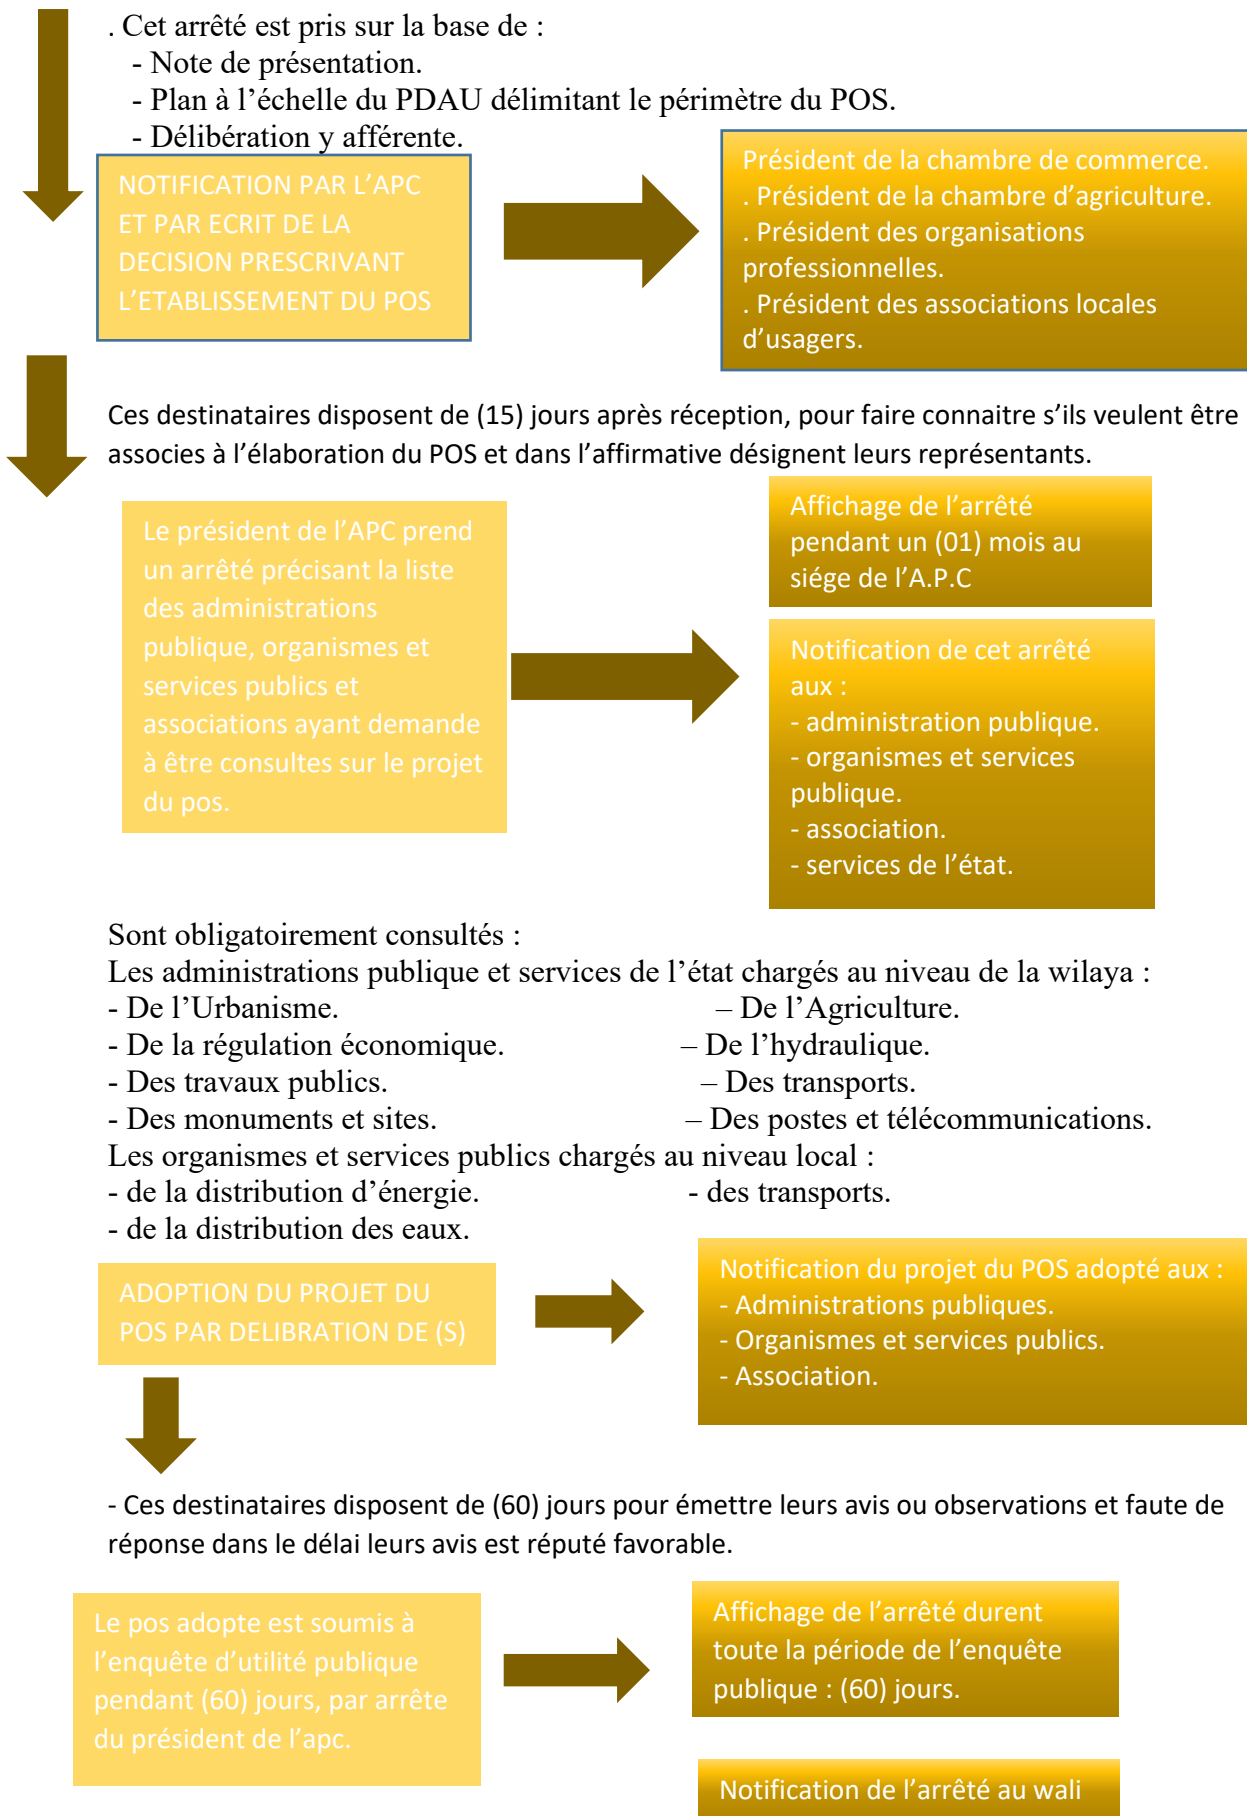 . Cet arrêté est pris sur la base de :
- Note de présentation.
- Plan à l’échelle du PDAU délimitant le périmètre du POS.
- Délibération y afférente.
NOTIFICATION PAR L’APC
ET PAR ECRIT DE LA
DECISION PRESCRIVANT
L’ETABLISSEMENT DU POS
Président de la chambre de commerce.
. Président de la chambre d’agriculture.
. Président des organisations
professionnelles.
. Président des associations locales
d’usagers.
Ces destinataires disposent de (15) jours après réception, pour faire connaitre s’ils veulent être
associes à l’élaboration du POS et dans l’affirmative désignent leurs représentants.
Le président de l’APC prend
un arrêté précisant la liste
des administrations
publique, organismes et
services publics et
associations ayant demande
à être consultes sur le projet
du pos.
Affichage de l’arrêté
pendant un (01) mois au
siége de l’A.P.C
Notification de cet arrêté
aux :
- administration publique.
- organismes et services
publique.
- association.
- services de l’état.
Sont obligatoirement consultés :
Les administrations publique et services de l’état chargés au niveau de la wilaya :
- De l’Urbanisme. – De l’Agriculture.
- De la régulation économique. – De l’hydraulique.
- Des travaux publics. – Des transports.
- Des monuments et sites. – Des postes et télécommunications.
Les organismes et services publics chargés au niveau local :
- de la distribution d’énergie. - des transports.
- de la distribution des eaux.
ADOPTION DU PROJET DU
POS PAR DELIBRATION DE (S)
Notification du projet du POS adopté aux :
- Administrations publiques.
- Organismes et services publics.
- Association.
- Ces destinataires disposent de (60) jours pour émettre leurs avis ou observations et faute de
réponse dans le délai leurs avis est réputé favorable.
Le pos adopte est soumis à
l’enquête d’utilité publique
pendant (60) jours, par arrête
du président de l’apc.
Affichage de l’arrêté durent
toute la période de l’enquête
publique : (60) jours.
Notification de l’arrêté au wali